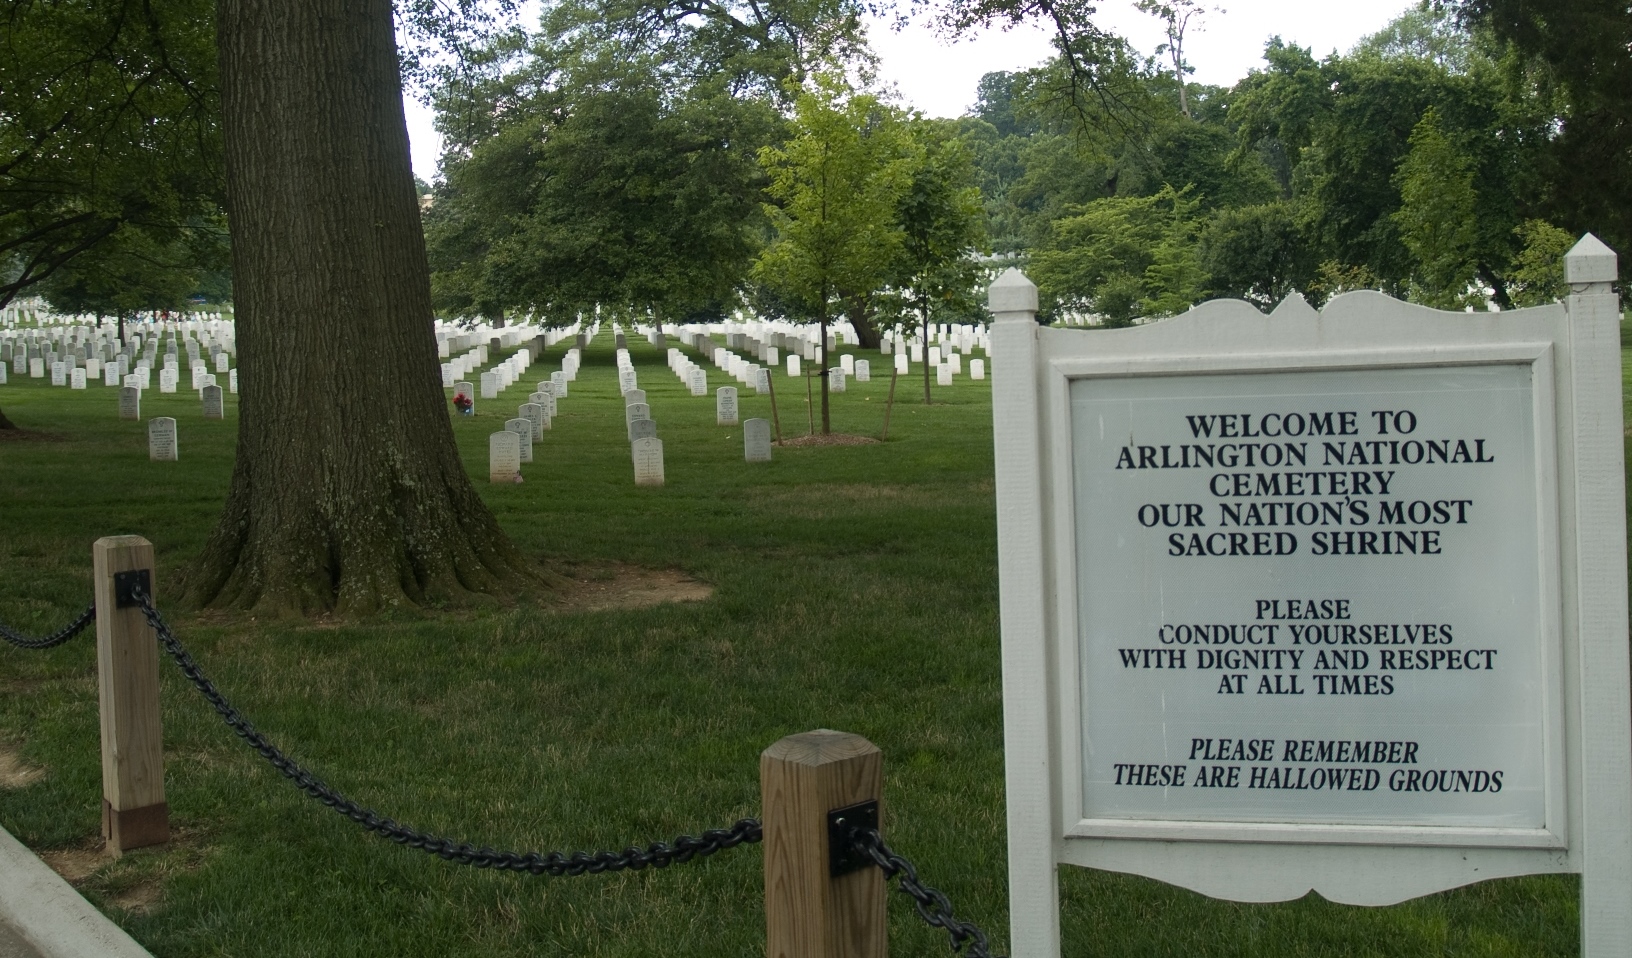 WELCOME TO
ARLINGTON NATIONAL
CEMETERY
OUR NATION'S MOST
SACRED SHRINE
PLEASE
CONDUCT YOURSELVES
WITH DIGNITY AND RESPECT
AT ALL TIMES
PLEASE REMEMBER
THESE ARE HALLOWED GROUNDS